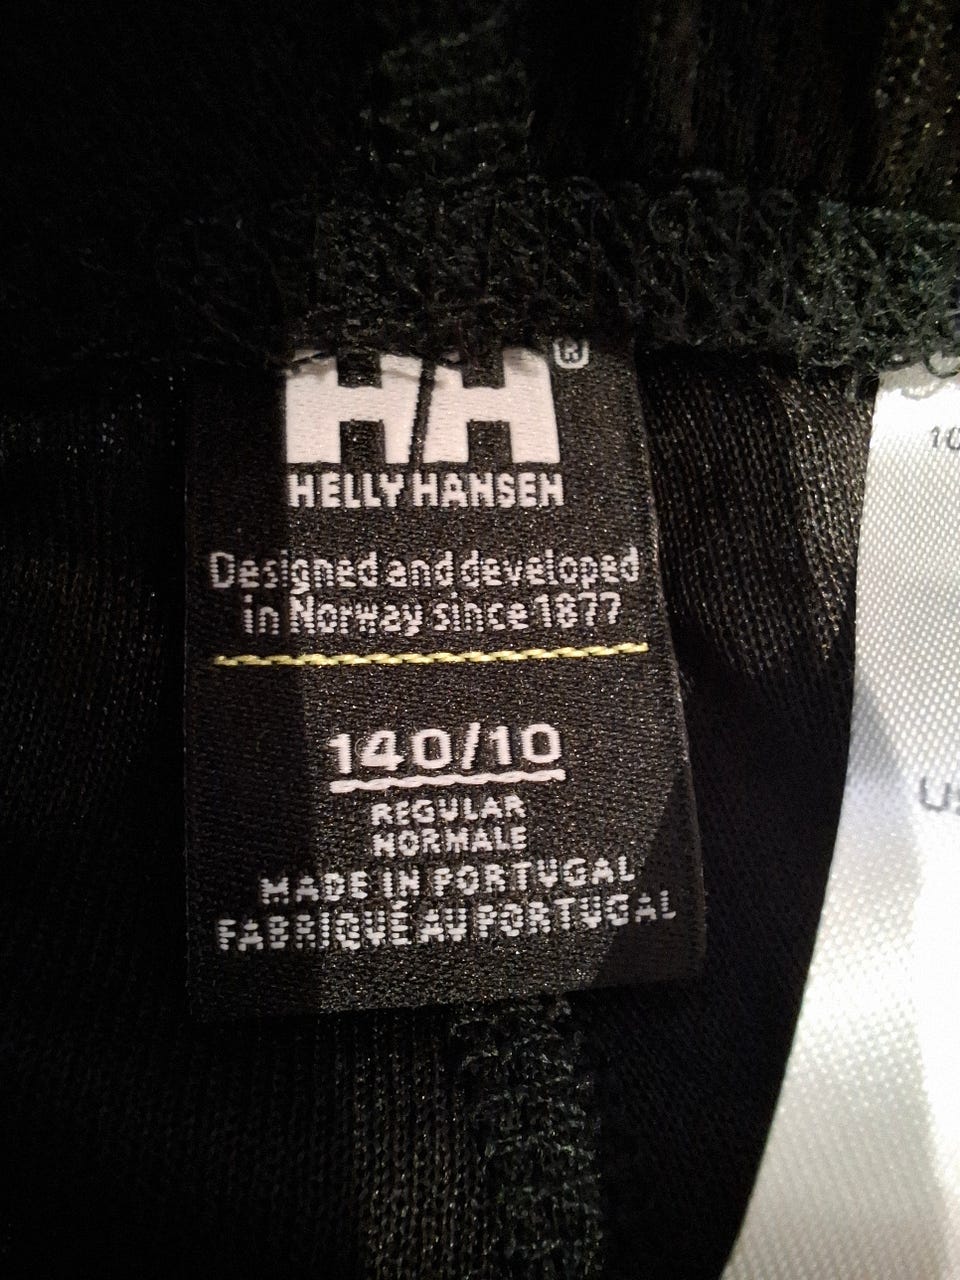 HH®
HELLY HANSEN
Designed and developed
in Norway since 1877
140/10
REGULAR
NORMALE
MADE IN PORTUGAL
FABRIQUÉ AU PORTUGAL
10